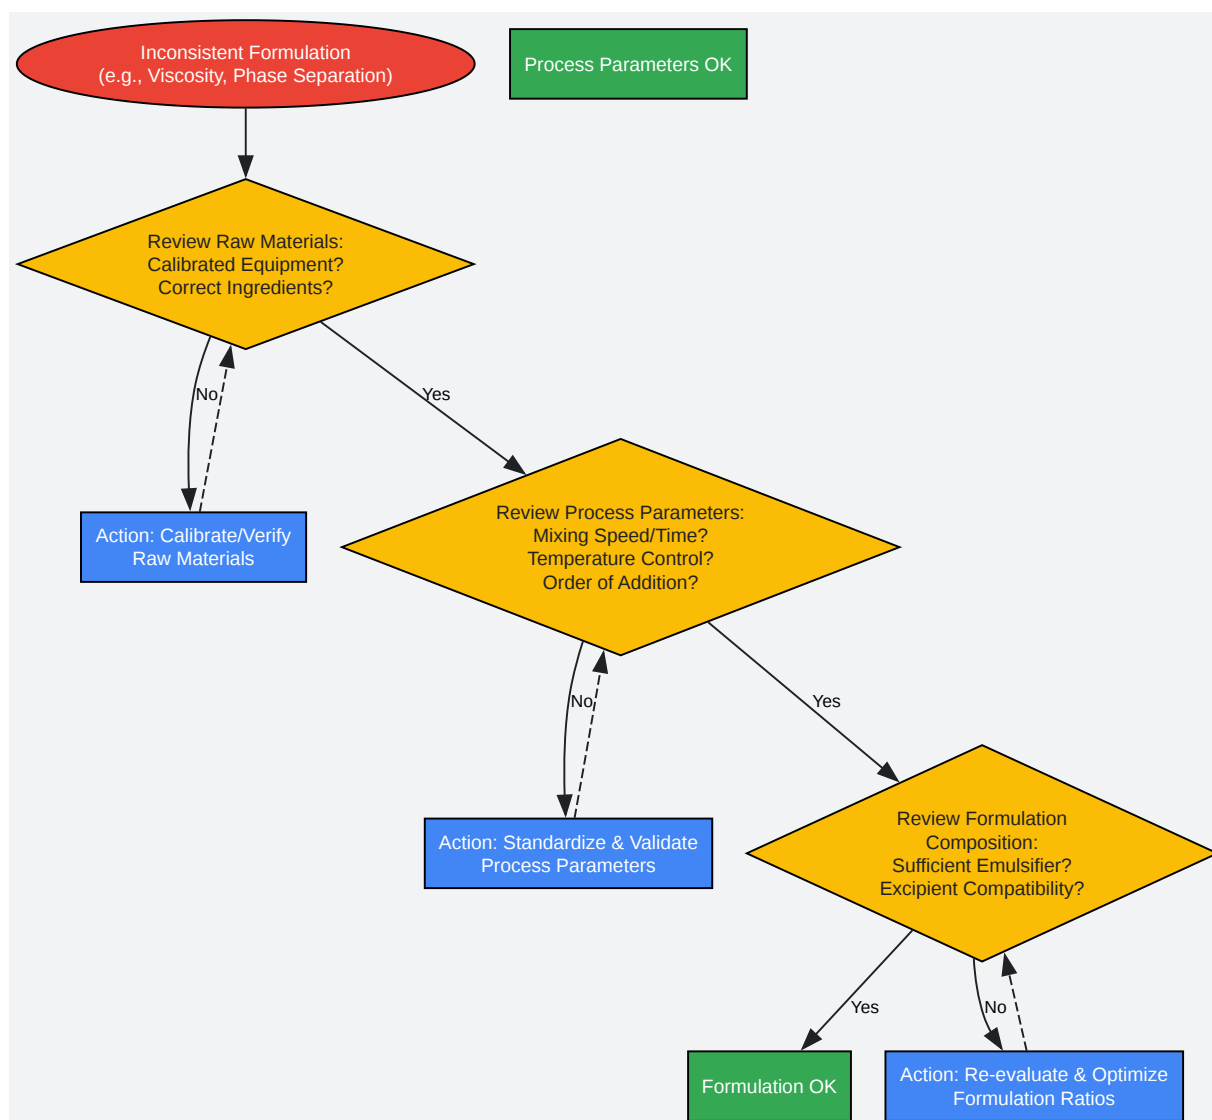 Inconsistent Formulation
(e.g., Viscosity, Phase Separation)
Process Parameters OK
Review Raw Materials:
Calibrated Equipment?
Correct Ingredients?
No
Yes
Action: Calibrate/Verify
Raw Materials
Review Process Parameters:
Mixing Speed/Time?
Temperature Control?
Order of Addition?
No
Yes
Action: Standardize & Validate
Process Parameters
Review Formulation
Composition:
Sufficient Emulsifier?
Excipient Compatibility?
Yes
No
Formulation OK
Action: Re-evaluate & Optimize
Formulation Ratios